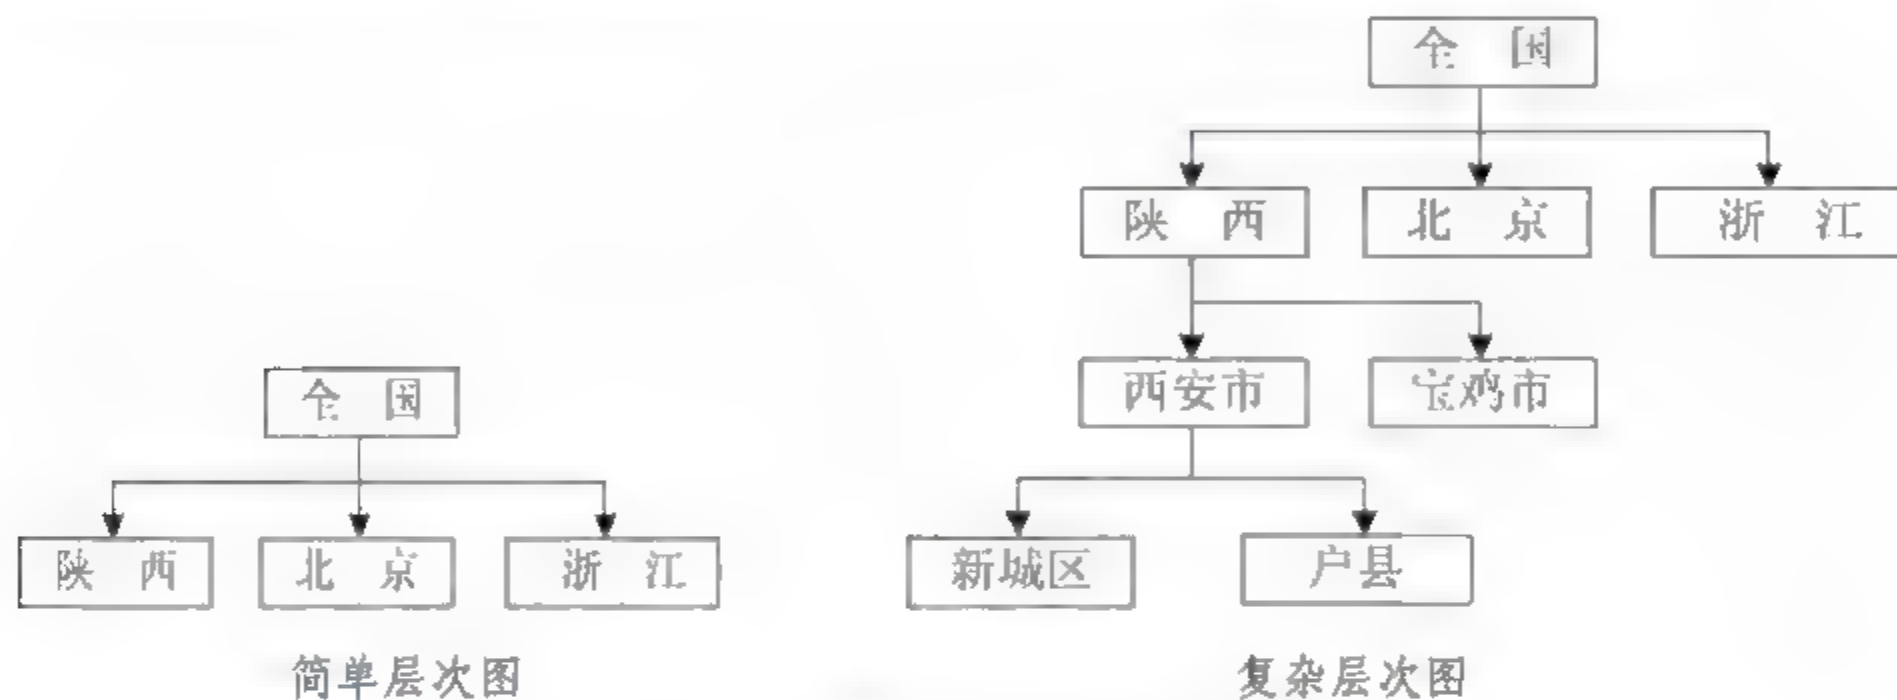 全 国
陕 西 北 京 浙 江
西安市 宝鸡市
新城区 户县
复杂层次图
全 国
陕 西 北 京 浙 江
简单层次图